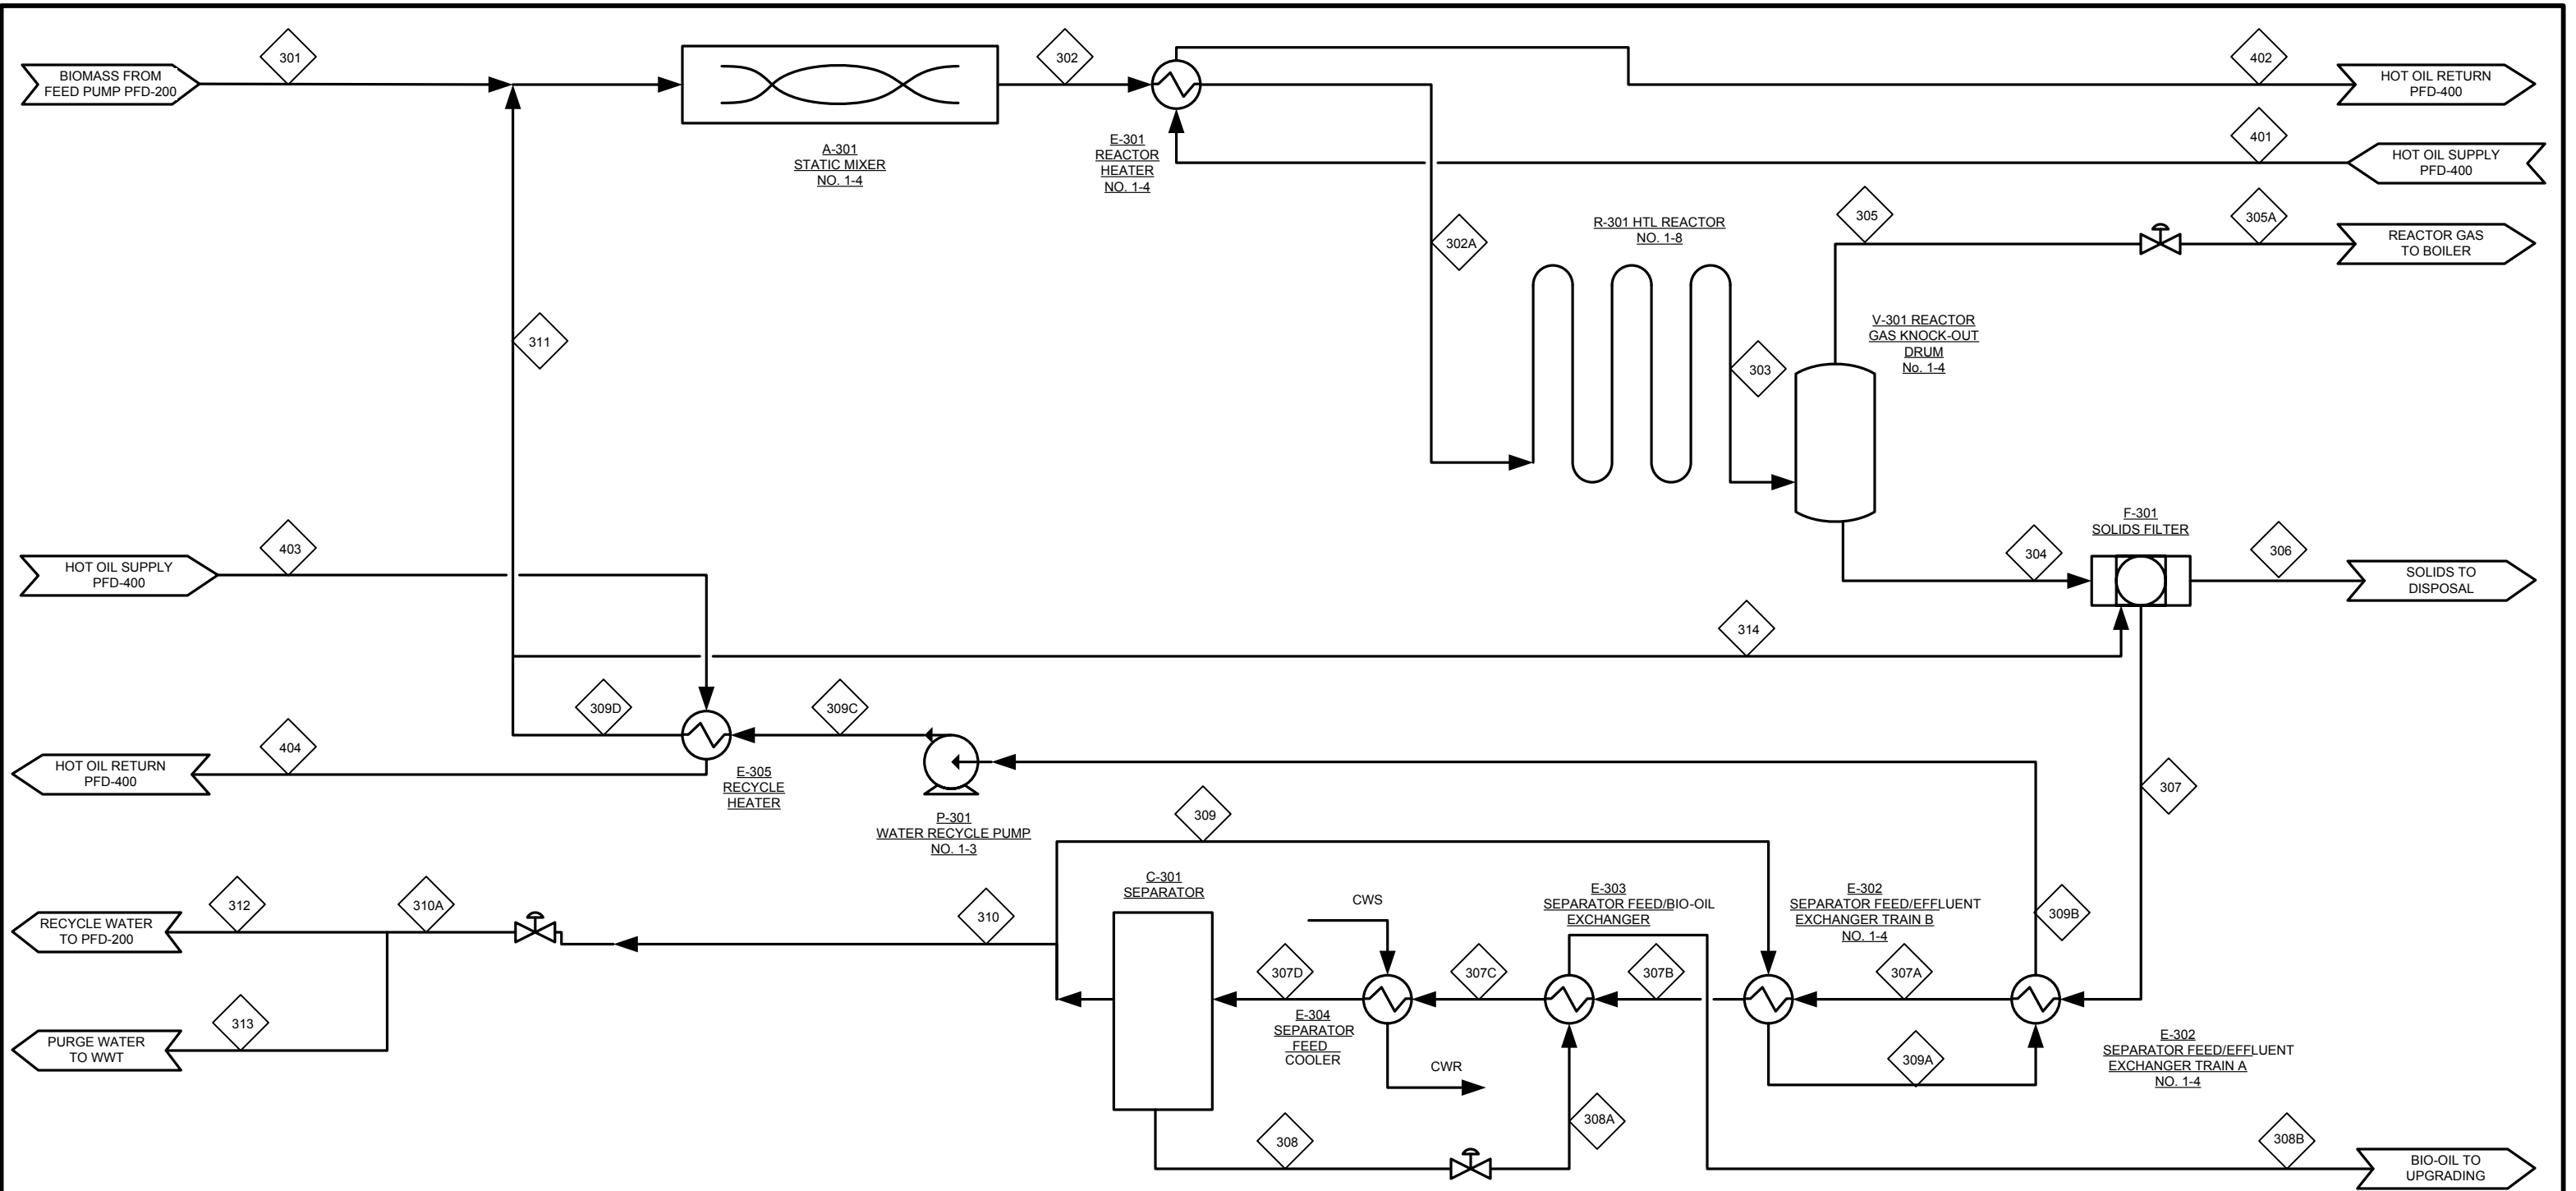 301
302
402
BIOMASS FROM
FEED PUMP PFD-200
HOT OIL RETURN
PFD-400
A-301
STATIC MIXER
NO. 1-4
E-301
REACTOR
HEATER
NO. 1-4
401
HOT OIL SUPPLY
PFD-400
302A
R-301 HTL REACTOR
NO. 1-8
305
305A
REACTOR GAS
TO BOILER
311
303
V-301 REACTOR
GAS KNOCK-OUT
DRUM
No. 1-4
403
HOT OIL SUPPLY
PFD-400
304
F-301
SOLIDS FILTER
306
SOLIDS TO
DISPOSAL
314
309D
309C
404
HOT OIL RETURN
PFD-400
E-305
RECYCLE
HEATER
P-301
WATER RECYCLE PUMP
NO. 1-3
309
307
312
310A
RECYCLE WATER
TO PFD-200
310
C-301
SEPARATOR
CWS
E-303
SEPARATOR FEED/BIO-OIL
EXCHANGER
E-302
SEPARATOR FEED/EFFLUENT
EXCHANGER TRAIN B
NO. 1-4
309B
307D
307C
307B
307A
313
PURGE WATER
TO WWT
E-304
SEPARATOR
FEED
COOLER
CWR
309A
E-302
SEPARATOR FEED/EFFLUENT
EXCHANGER TRAIN A
NO. 1-4
308
308A
308B
BIO-OIL TO
UPGRADING